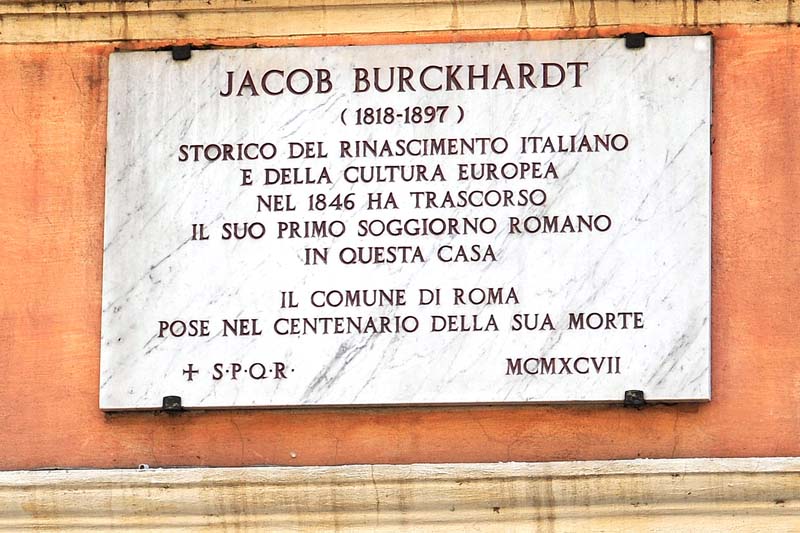 JACOB BURCKHARDT
(1818-1897)
STORICO DEL RINASCIMENTO ITALIANO
E DELLA CULTURA EUROPEA
NEL 1846 HA TRASCORSO
IL SUO PRIMO SOGGIORNO ROMANO
IN QUESTA CASA
IL COMUNE DI ROMA
POSE NEL CENTENARIO DELLA SUA MORTE
✢ S·P·Q·R· MCMXCVII